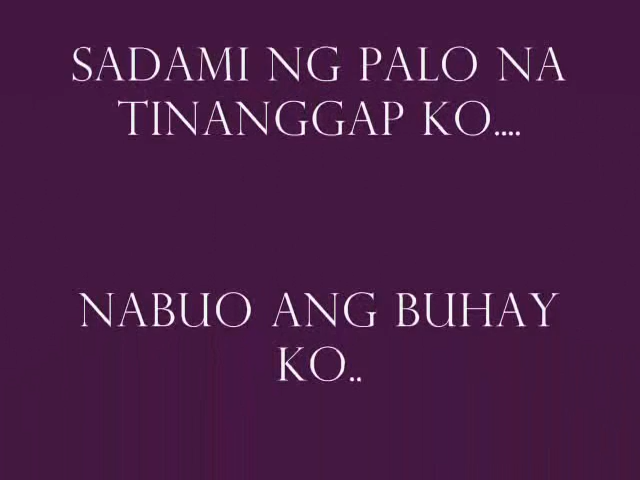 SADAMI NG PALO NA
TINANGGAP KO....
NABUO ANG BUHAY
KO..